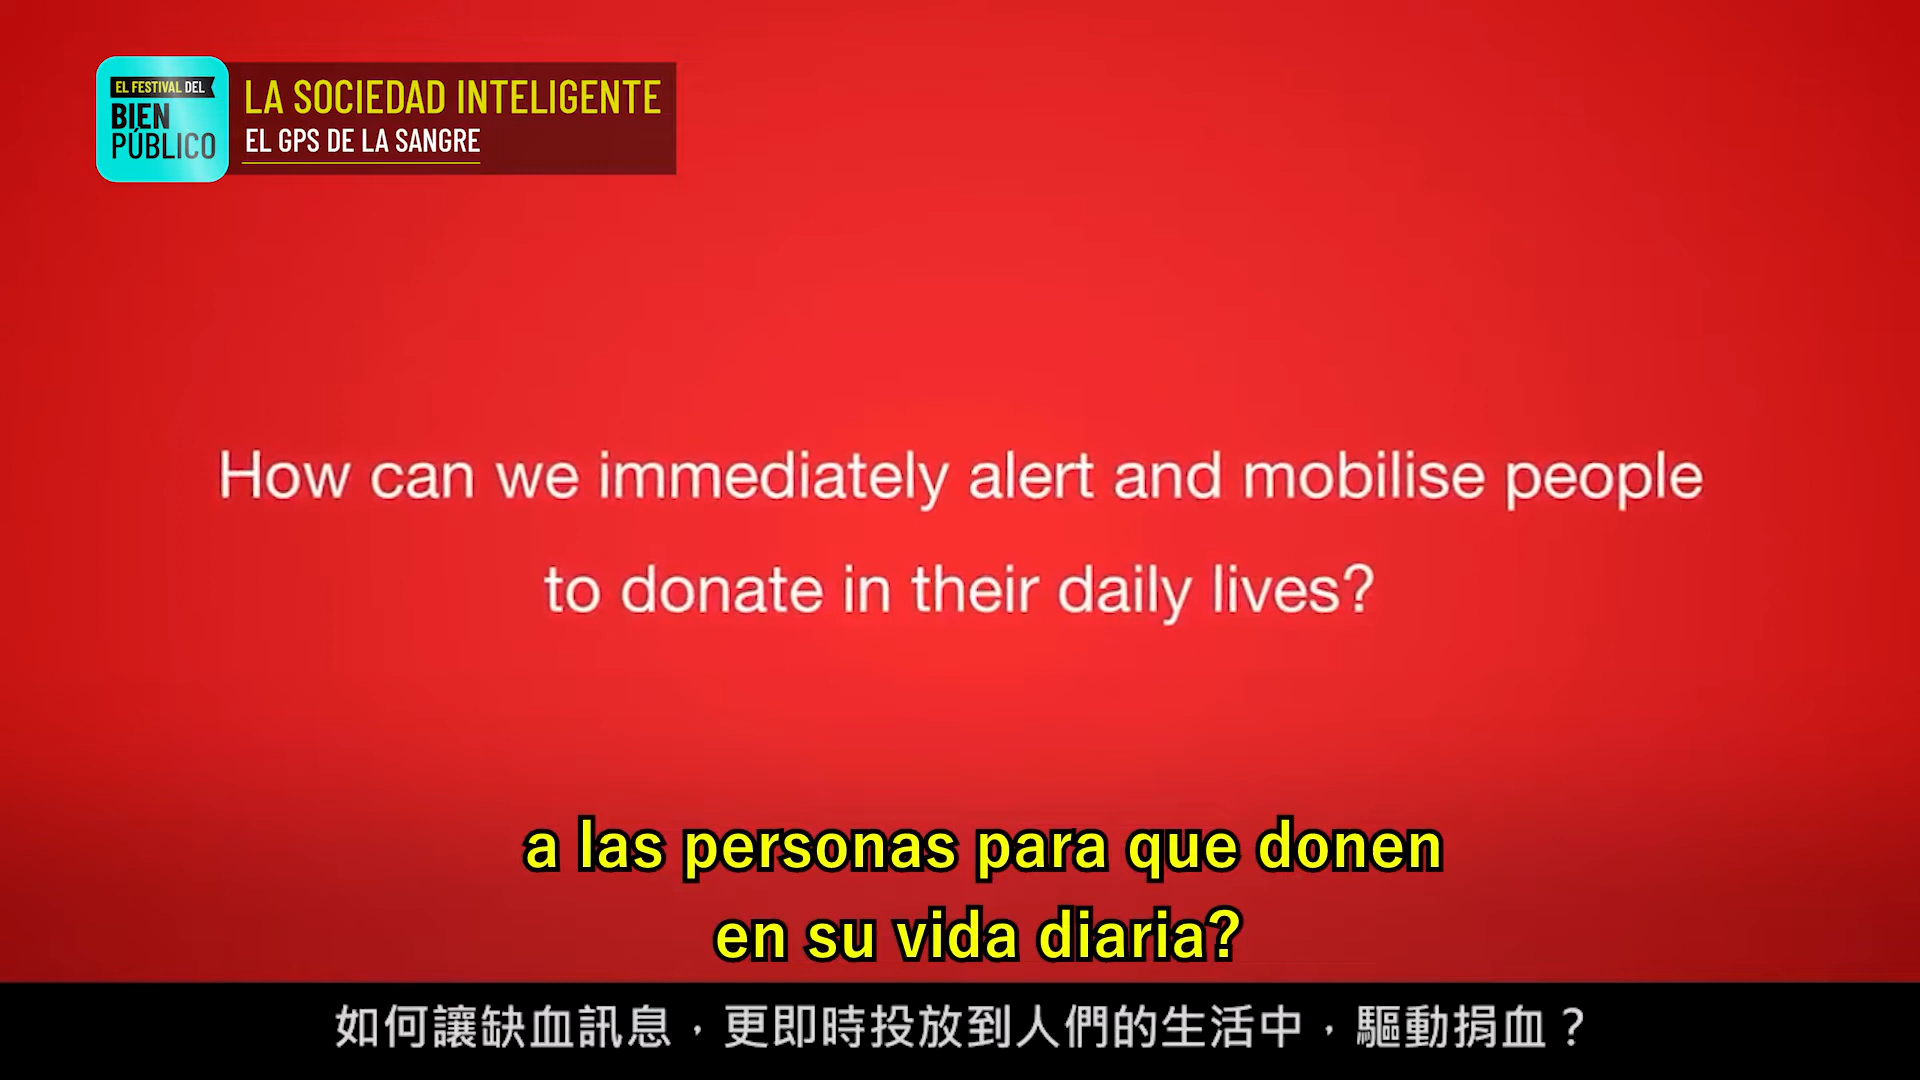 EL FESTIVAL DEL
BIEN
PÚBLICO
LA SOCIEDAD INTELIGENTE
EL GPS DE LA SANGRE
How can we immediately alert and mobilise people
to donate in their daily lives?
a las personas para que donen
en su vida diaria?
如何讓缺血訊息，更即時投放到人們的生活中，驅動捐血？